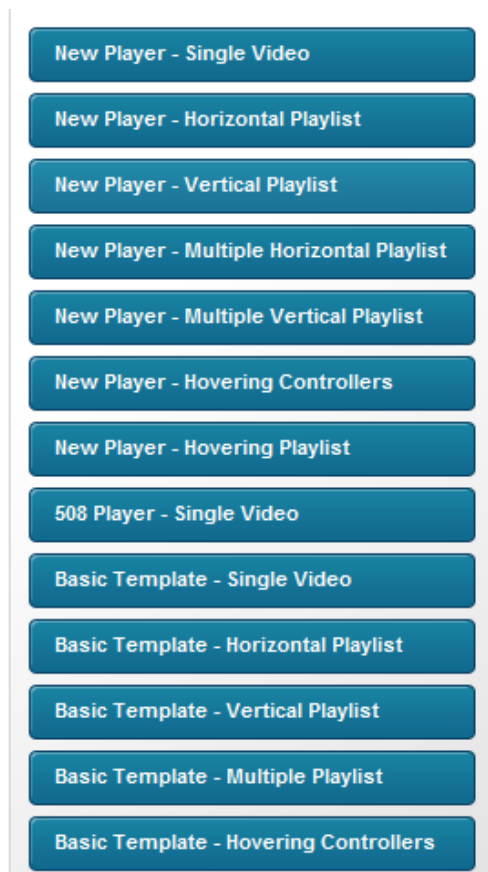 New Player - Single Video
New Player - Horizontal Playlist
New Player - Vertical Playlist
New Player - Multiple Horizontal Playlist
New Player - Multiple Vertical Playlist
New Player - Hovering Controllers
New Player - Hovering Playlist
508 Player - Single Video
Basic Template - Single Video
Basic Template - Horizontal Playlist
Basic Template - Vertical Playlist
Basic Template - Multiple Playlist
Basic Template - Hovering Controllers